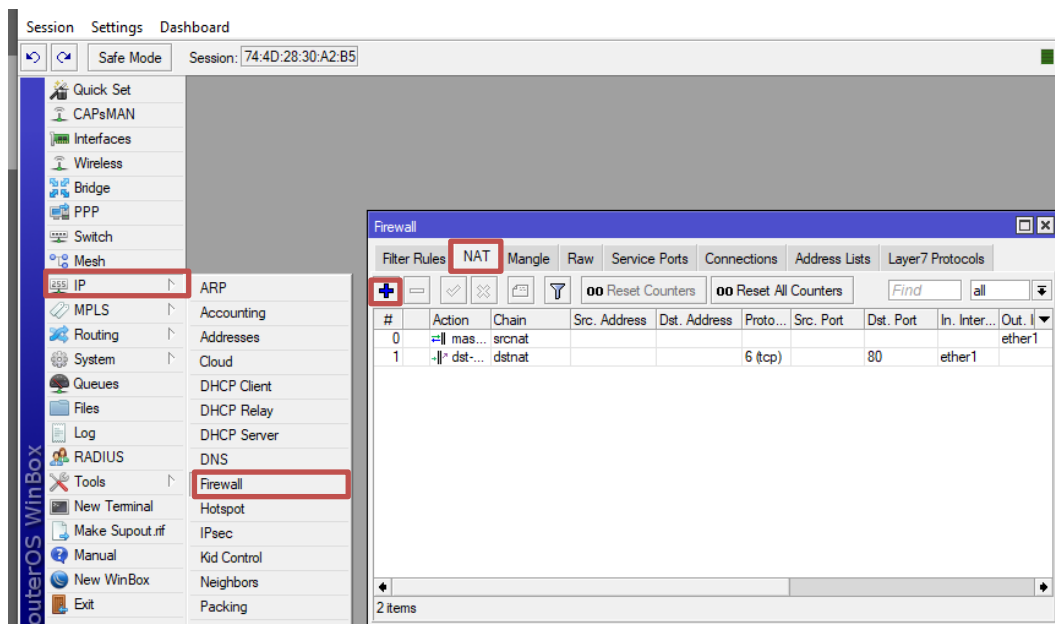 Session Settings Dashboard
Safe Mode Session: 74:4D:28:30:A2:B5
Quick Set
CAPsMAN
Interfaces
Wireless
Bridge
PPP
Switch
Mesh
IP
MPLS
Routing
System
Queues
Files
Log
RADIUS
Tools
New Terminal
Make Supout.rif
Manual
New WinBox
Exit
outerOS WinBox
ARP
Accounting
Addresses
Cloud
DHCP Client
DHCP Relay
DHCP Server
DNS
Firewall
Hotspot
IPsec
Kid Control
Neighbors
Packing
Firewall
Filter Rules NAT Mangle Raw Service Ports Connections Address Lists Layer7 Protocols
00 Reset Counters 00 Reset All Counters Find all
# Action Chain Src. Address Dst. Address Proto... Src. Port Dst. Port In. Inter... Out. I
0 mas... srcnat ether1
1 dst-... dstnat 6 (tcp) 80 ether1
2 items